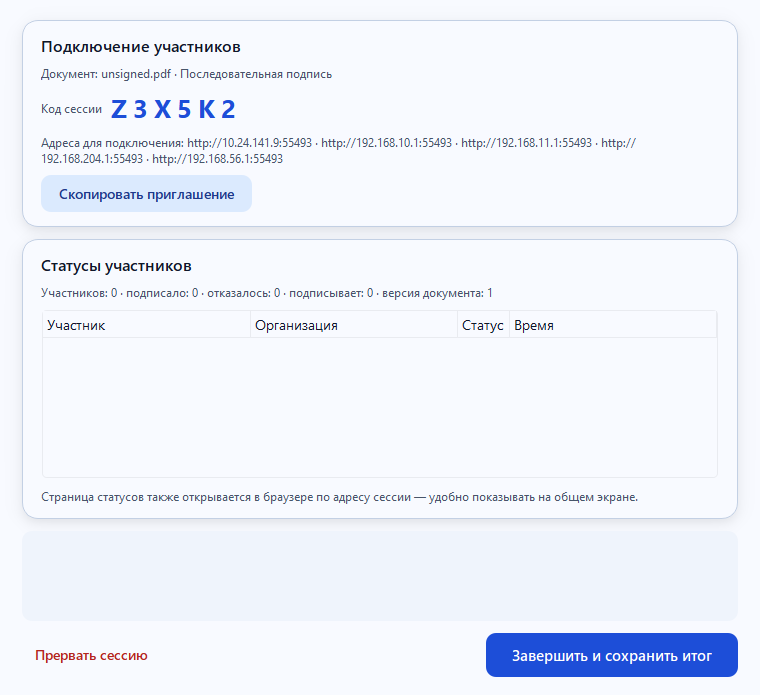 Подключение участников
Документ: unsigned.pdf · Последовательная подпись
Код сессии Z 3 X 5 K 2
Адреса для подключения: http://10.24.141.9:55493 · http://192.168.10.1:55493 · http://192.168.11.1:55493 · http://
192.168.204.1:55493 · http://192.168.56.1:55493
Скопировать приглашение
Статусы участников
Участников: 0 · подписало: 0 · отказалось: 0 · подписывает: 0 · версия документа: 1
Участник Организация Статус Время
Страница статусов также открывается в браузере по адресу сессии — удобно показывать на общем экране.
Прервать сессию Завершить и сохранить итог